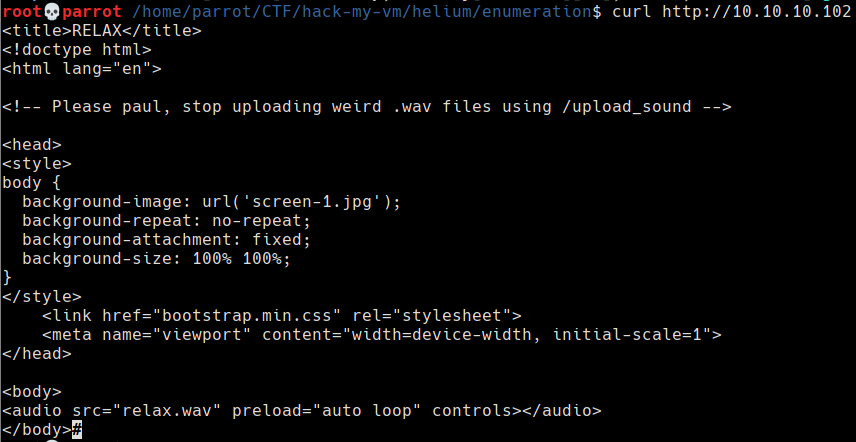 root💀parrot /home/parrot/CTF/hack-my-vm/helium/enumeration$ curl http://10.10.10.102
<title>RELAX</title>
<!doctype html>
<html lang="en">

<!-- Please paul, stop uploading weird .wav files using /upload_sound -->

<head>
<style>
body {
  background-image: url('screen-1.jpg');
  background-repeat: no-repeat;
  background-attachment: fixed;
  background-size: 100% 100%;
}
</style>
    <link href="bootstrap.min.css" rel="stylesheet">
    <meta name="viewport" content="width=device-width, initial-scale=1">
</head>

<body>
<audio src="relax.wav" preload="auto loop" controls></audio>
</body>#